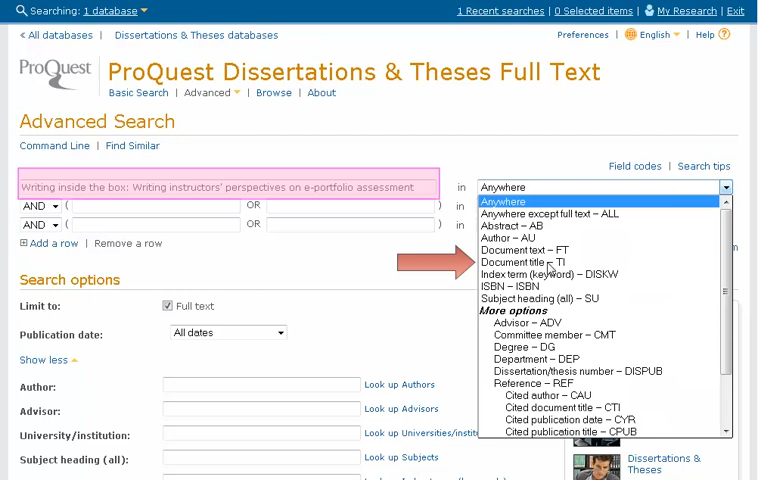 Searching: 1 database
1 Recent searches | 0 Selected items | My Research | Exit
< All databases | Dissertations & Theses databases
Preferences | English | Help ?
ProQuest
ProQuest Dissertations & Theses Full Text
Basic Search | Advanced | Browse | About
Advanced Search
Command Line | Find Similar
Field codes | Search tips
Writing inside the box: Writing instructors' perspectives on e-portfolio assessment
in Anywhere
AND ( OR ) in
AND ( OR ) in
Add a row | Remove a row
Anywhere
Anywhere except full text – ALL
Abstract – AB
Author – AU
Document text – FT
Document title – TI
Index term (keyword) – DISKW
ISBN – ISBN
Subject heading (all) – SU
More options
Advisor – ADV
Committee member – CMT
Degree – DG
Department – DEP
Dissertation/thesis number – DISPUB
Reference – REF
Cited author – CAU
Cited document title – CTI
Cited publication date – CYR
Cited publication title – CPUB
Search options
Limit to: Full text
Publication date: All dates
Show less
Author: Look up Authors
Advisor: Look up Advisors
University/institution: Look up Universities/instit
Subject heading (all): Look up Subjects
Dissertations &
Theses